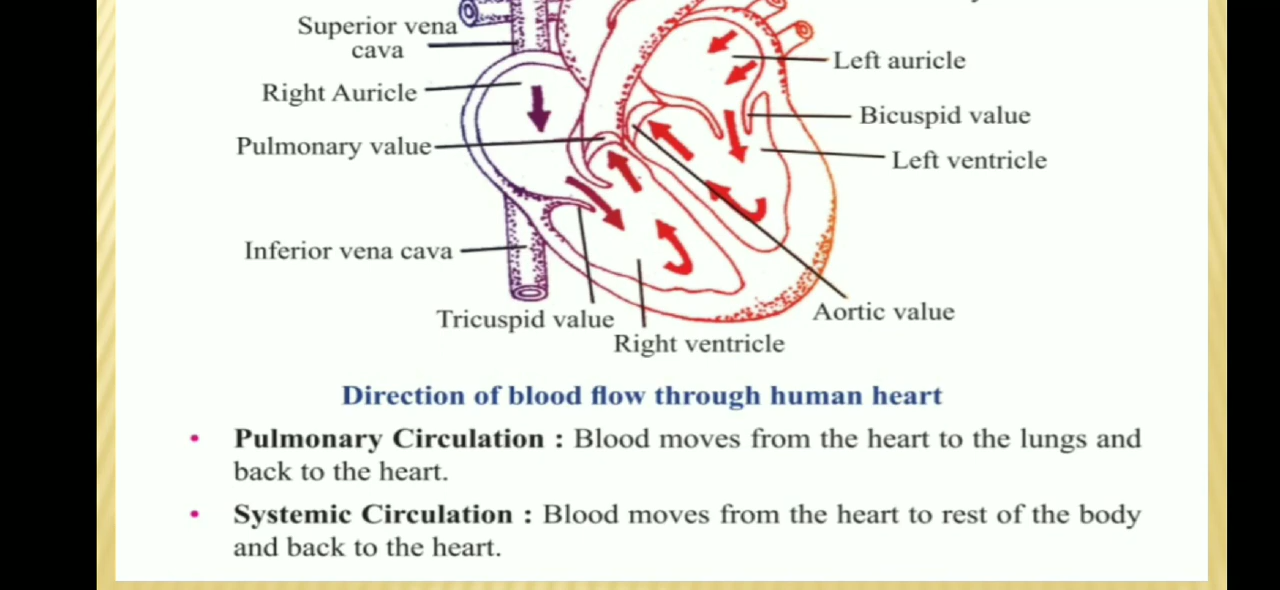 Superior vena
cava
Left auricle
Right Auricle
Bicuspid value
Pulmonary value
Left ventricle
Inferior vena cava
Aortic value
Tricuspid value
Right ventricle
Direction of blood flow through human heart
• Pulmonary Circulation : Blood moves from the heart to the lungs and
back to the heart.
• Systemic Circulation : Blood moves from the heart to rest of the body
and back to the heart.